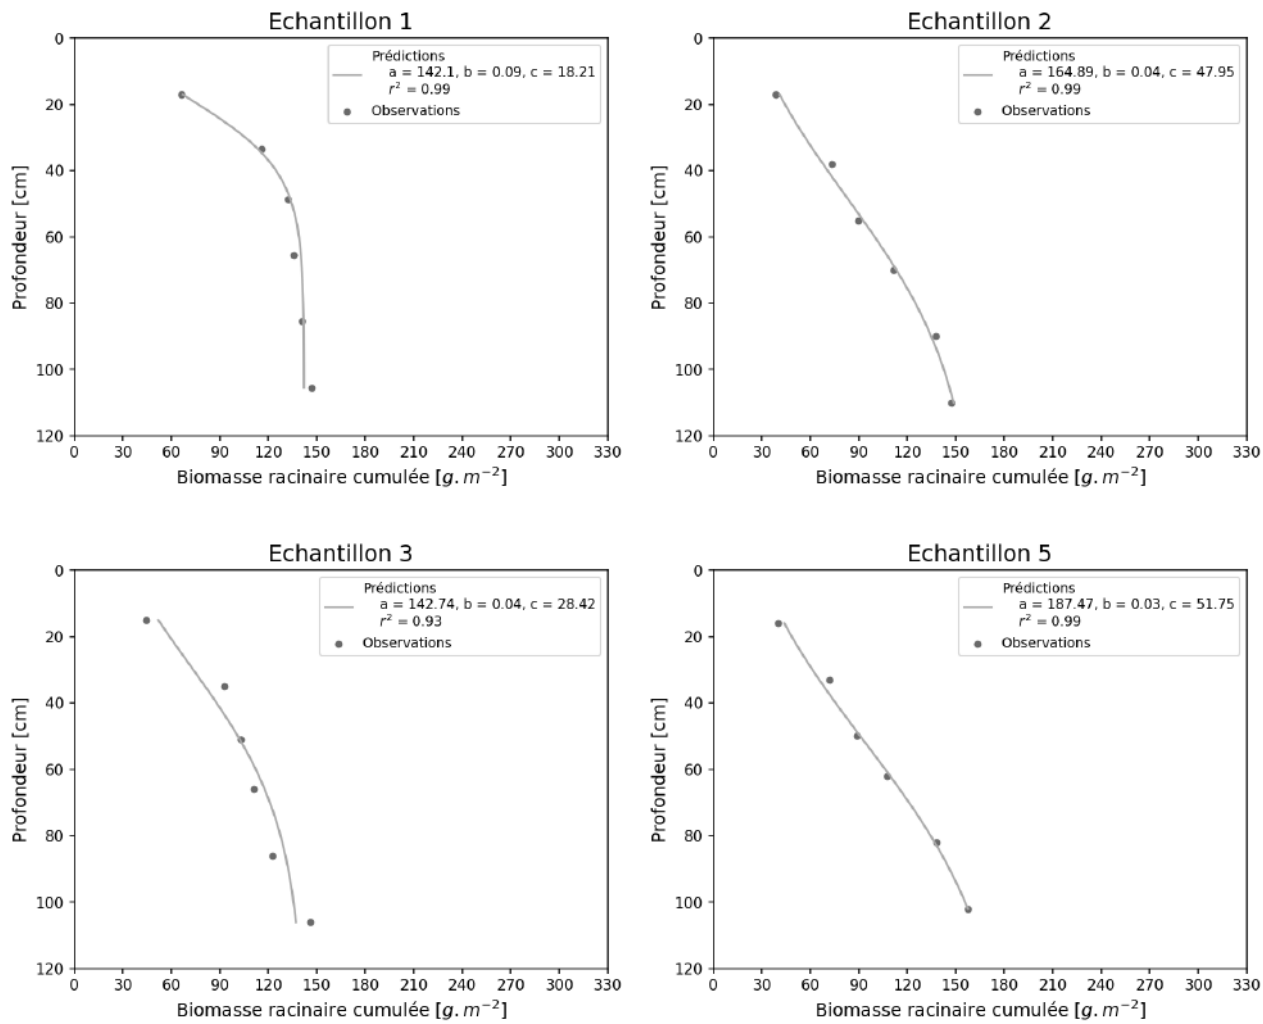 Echantillon 1
Prédictions
a = 142.1, b = 0.09, c = 18.21
r² = 0.99
Observations
0
20
40
60
80
100
120
Profondeur [cm]
0 30 60 90 120 150 180 210 240 270 300 330
Biomasse racinaire cumulée [g.m⁻²]
Echantillon 2
Prédictions
a = 164.89, b = 0.04, c = 47.95
r² = 0.99
Observations
0
20
40
60
80
100
120
Profondeur [cm]
0 30 60 90 120 150 180 210 240 270 300 330
Biomasse racinaire cumulée [g.m⁻²]
Echantillon 3
Prédictions
a = 142.74, b = 0.04, c = 28.42
r² = 0.93
Observations
0
20
40
60
80
100
120
Profondeur [cm]
0 30 60 90 120 150 180 210 240 270 300 330
Biomasse racinaire cumulée [g.m⁻²]
Echantillon 5
Prédictions
a = 187.47, b = 0.03, c = 51.75
r² = 0.99
Observations
0
20
40
60
80
100
120
Profondeur [cm]
0 30 60 90 120 150 180 210 240 270 300 330
Biomasse racinaire cumulée [g.m⁻²]